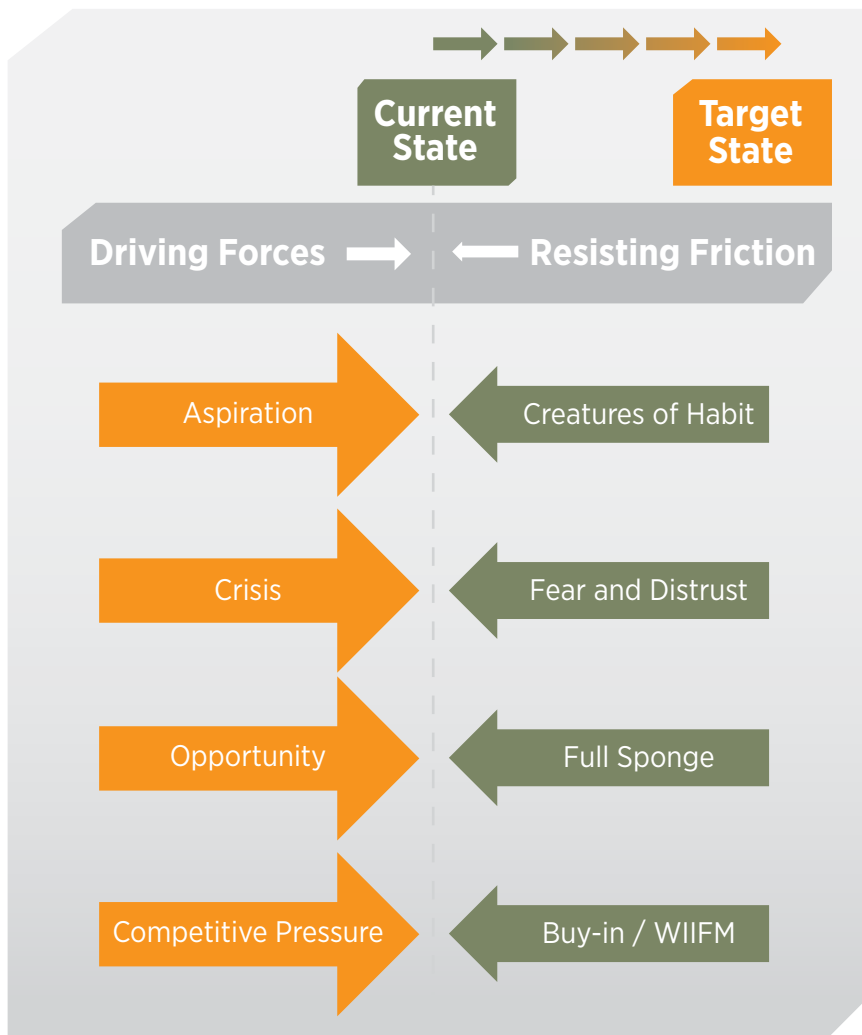 Current
State
Target
State
Driving Forces
Resisting Friction
Aspiration
Creatures of Habit
Crisis
Fear and Distrust
Opportunity
Full Sponge
Competitive Pressure
Buy-in / WIIFM